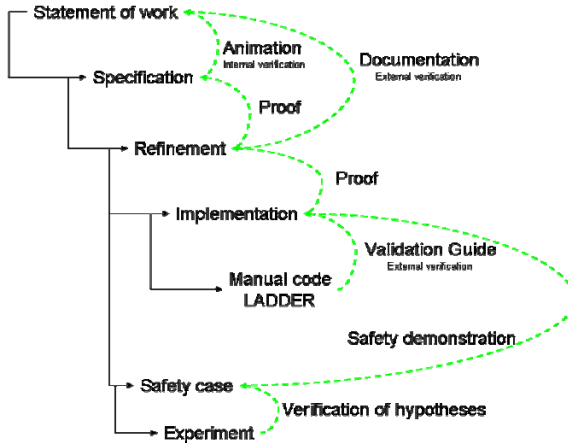 Statement of work
Animation
Internal verification
Documentation
External verification
Specification
Proof
Refinement
Proof
Implementation
Validation Guide
External verification
Manual code
LADDER
Safety demonstration
Safety case
Verification of hypotheses
Experiment